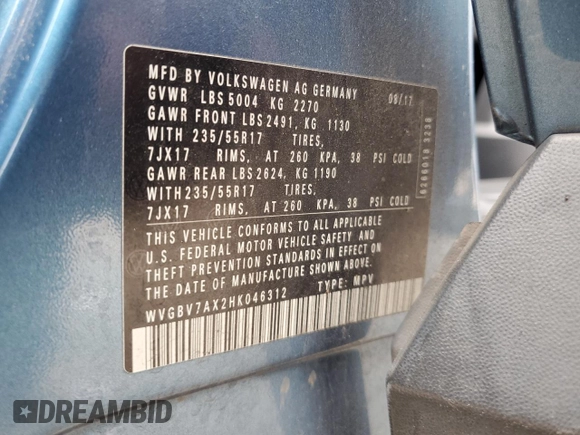 MFD BY VOLKSWAGEN AG GERMANY 08/17
GVWR LBS 5004 KG 2270
GAWR FRONT LBS 2491, KG 1130
WITH 235/55R17 TIRES,
7JX17 RIMS, AT 260 KPA, 38 PSI COLD
GAWR REAR LBS 2624, KG 1190
WITH 235/55R17 TIRES,
7JX17 RIMS, AT 260 KPA, 38 PSI COLD
THIS VEHICLE CONFORMS TO ALL APPLICABLE
U.S. FEDERAL MOTOR VEHICLE SAFETY AND
THEFT PREVENTION STANDARDS IN EFFECT ON
THE DATE OF MANUFACTURE SHOWN ABOVE.
WVGBV7AX2HK046312 TYPE: MPV
6266018 3238
DREAMBID